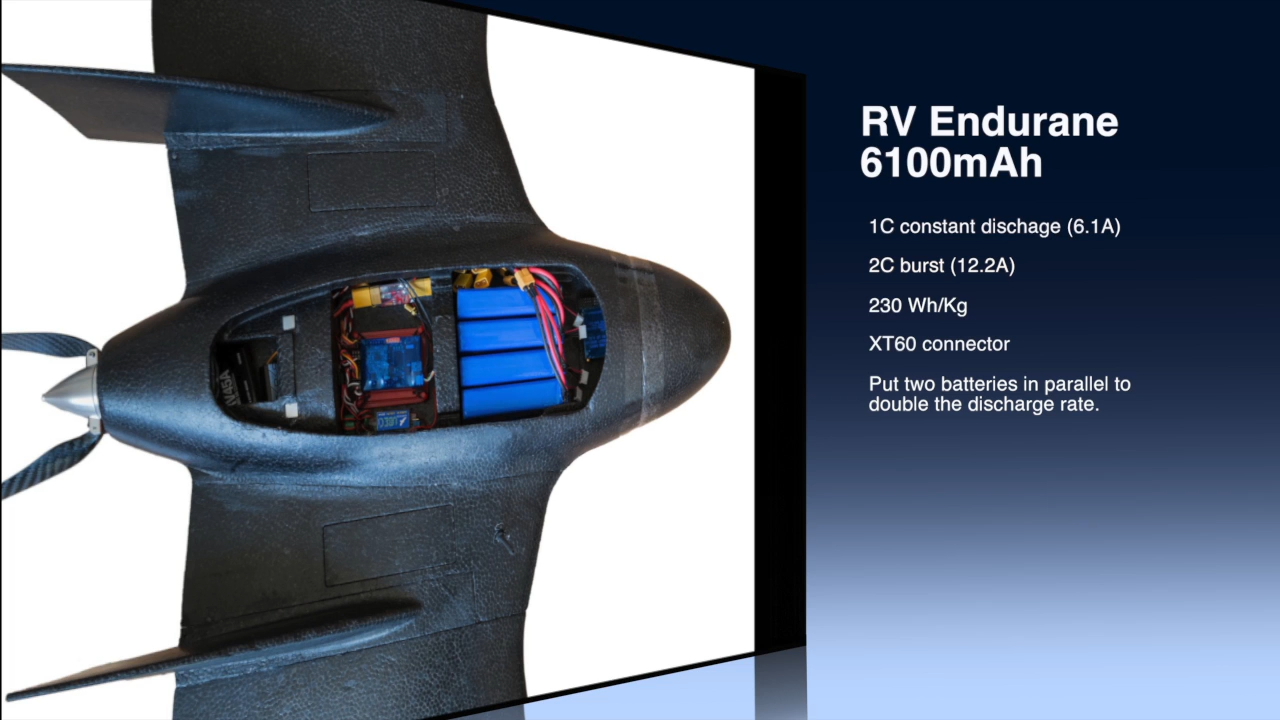 RV Endurane
6100mAh
1C constant dischage (6.1A)
2C burst (12.2A)
230 Wh/Kg
XT60 connector
Put two batteries in parallel to
double the discharge rate.